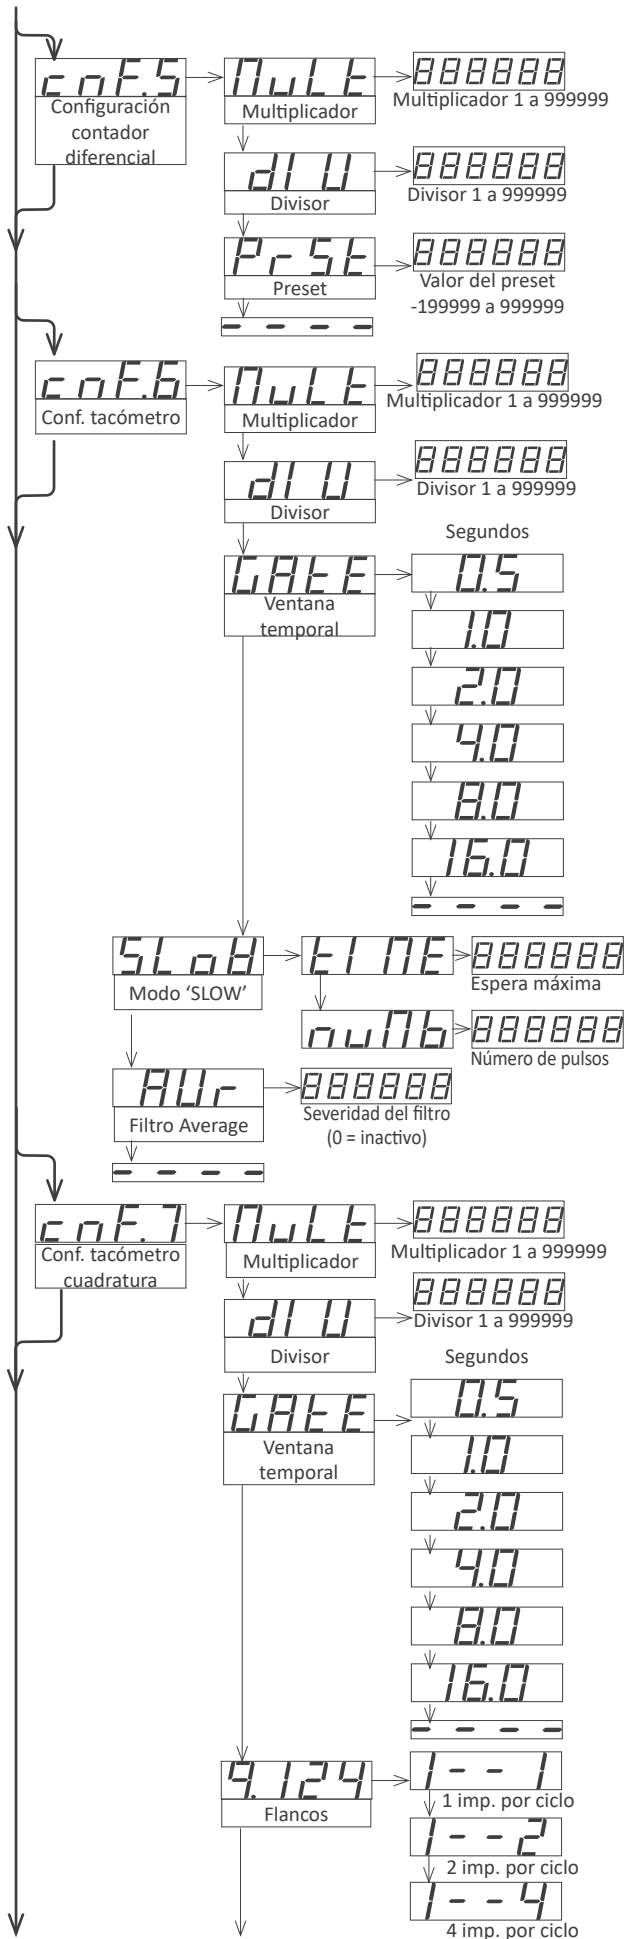 cnF.5
Configuración
contador
diferencial
MuLt
Multiplicador
888888
Multiplicador 1 a 999999
dIV
Divisor
888888
Divisor 1 a 999999
PrSt
Preset
888888
Valor del preset
-199999 a 999999
- - - -
cnF.6
Conf. tacómetro
MuLt
Multiplicador
888888
Multiplicador 1 a 999999
dIV
Divisor
888888
Divisor 1 a 999999
GAtE
Ventana
temporal
Segundos
0.5
1.0
2.0
4.0
8.0
16.0
- - - -
SLoW
Modo ‘SLOW’
tIME
888888
Espera máxima
nuMb
888888
Número de pulsos
AVr
Filtro Average
888888
Severidad del filtro
(0 = inactivo)
- - - -
cnF.7
Conf. tacómetro
cuadratura
MuLt
Multiplicador
888888
Multiplicador 1 a 999999
dIV
Divisor
888888
Divisor 1 a 999999
GAtE
Ventana
temporal
Segundos
0.5
1.0
2.0
4.0
8.0
16.0
- - - -
q.124
Flancos
1--1
1 imp. por ciclo
1--2
2 imp. por ciclo
1--4
4 imp. por ciclo